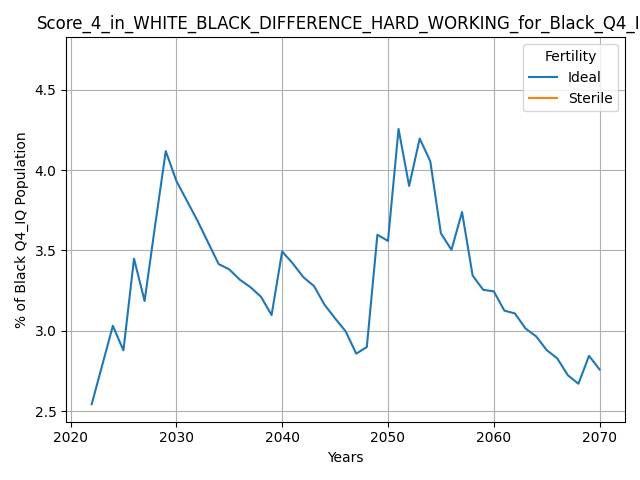 Score_4_in_WHITE_BLACK_DIFFERENCE_HARD_WORKING_for_Black_Q4_I
Fertility
Ideal
Sterile
4.5
4.0
3.5
3.0
2.5
% of Black Q4_IQ Population
2020 2030 2040 2050 2060 2070
Years